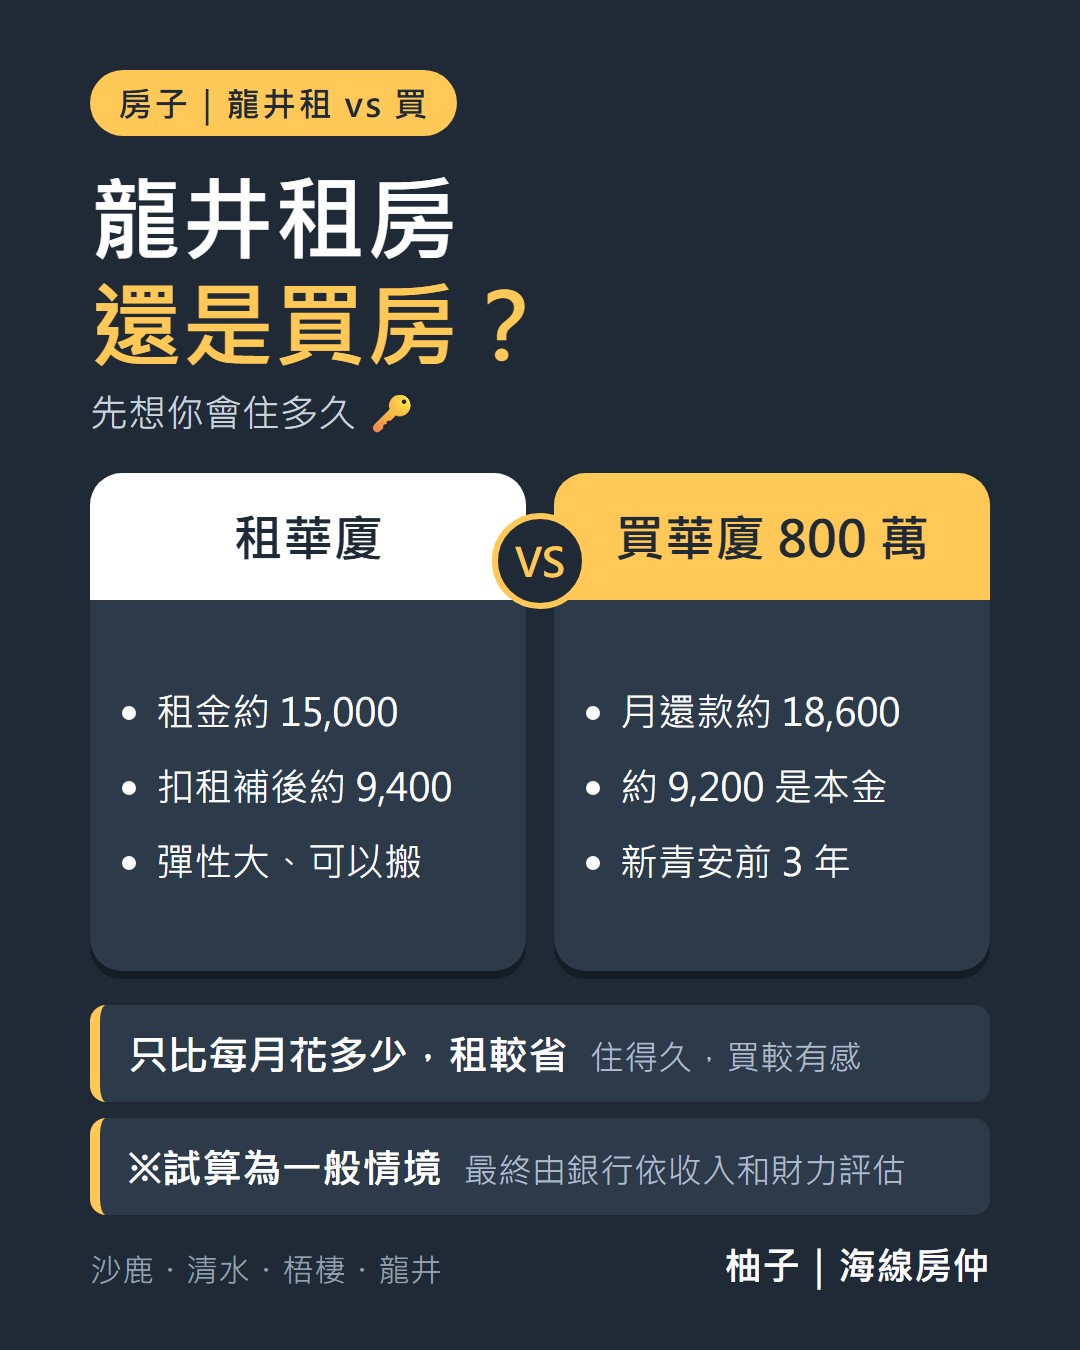 房子｜龍井租 vs 買
龍井租房
還是買房？
先想你會住多久 🔑
租華廈
VS
買華廈 800 萬
• 租金約 15,000
• 扣租補後約 9,400
• 彈性大、可以搬
• 月還款約 18,600
• 約 9,200 是本金
• 新青安前 3 年
只比每月花多少，租較省 住得久，買較有感
※試算為一般情境 最終由銀行依收入和財力評估
沙鹿 · 清水 · 梧棲 · 龍井
柚子｜海線房仲